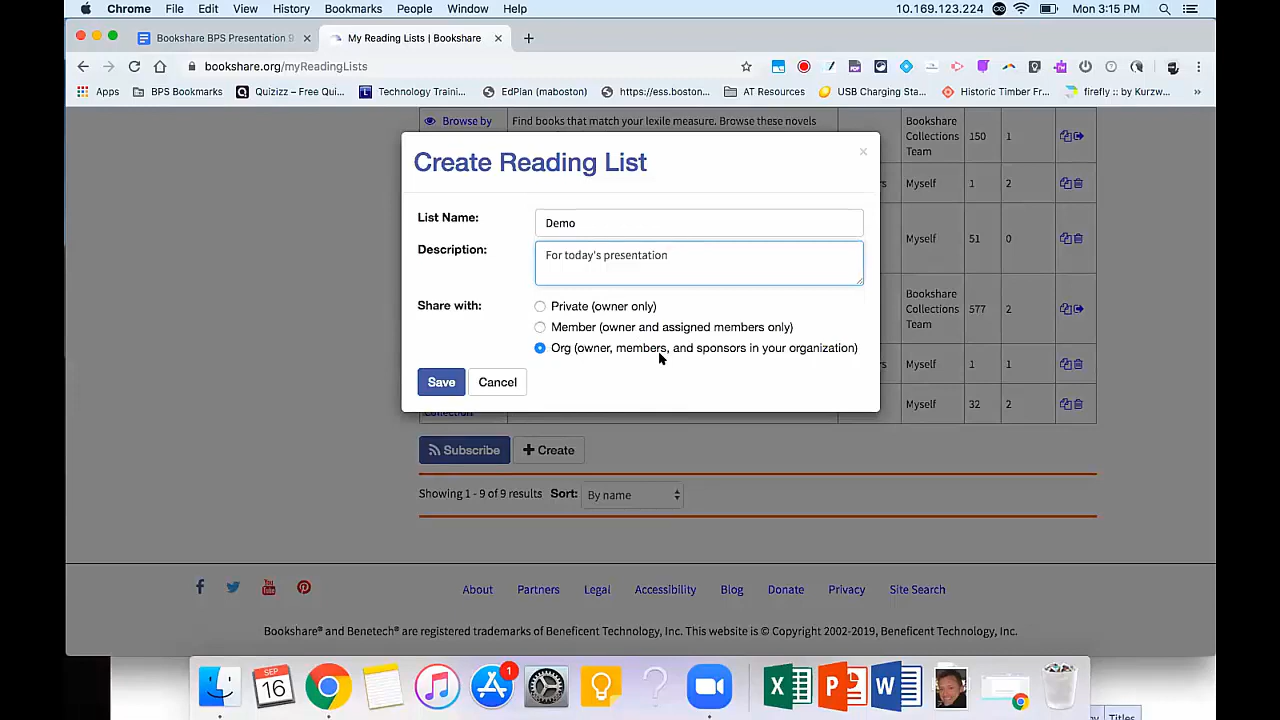 Chrome File Edit View History Bookmarks People Window Help 10.169.123.224 Mon 3:15 PM
Bookshare BPS Presentation 9 × My Reading Lists | Bookshare × +
bookshare.org/myReadingLists
Apps BPS Bookmarks Quizizz – Free Qui... Technology Traini... EdPlan (maboston) https://ess.boston... AT Resources USB Charging Sta... Historic Timber Fr... firefly :: by Kurzw... »
Browse by Find books that match your lexile measure. Browse these novels Bookshare Collections Team 150 1
Create Reading List ×
s Myself 1 2
List Name: Demo
Myself 51 0
Description: For today's presentation
Share with: Private (owner only)
Bookshare Collections Team 577 2
Member (owner and assigned members only)
Org (owner, members, and sponsors in your organization)
s Myself 1 1
Save Cancel
Collection Myself 32 2
Subscribe + Create
Showing 1 - 9 of 9 results Sort: By name
About Partners Legal Accessibility Blog Donate Privacy Site Search
Bookshare® and Benetech® are registered trademarks of Beneficent Technology, Inc. This website is © Copyright 2002-2019, Beneficent Technology, Inc.
SEP
16
1
Titles